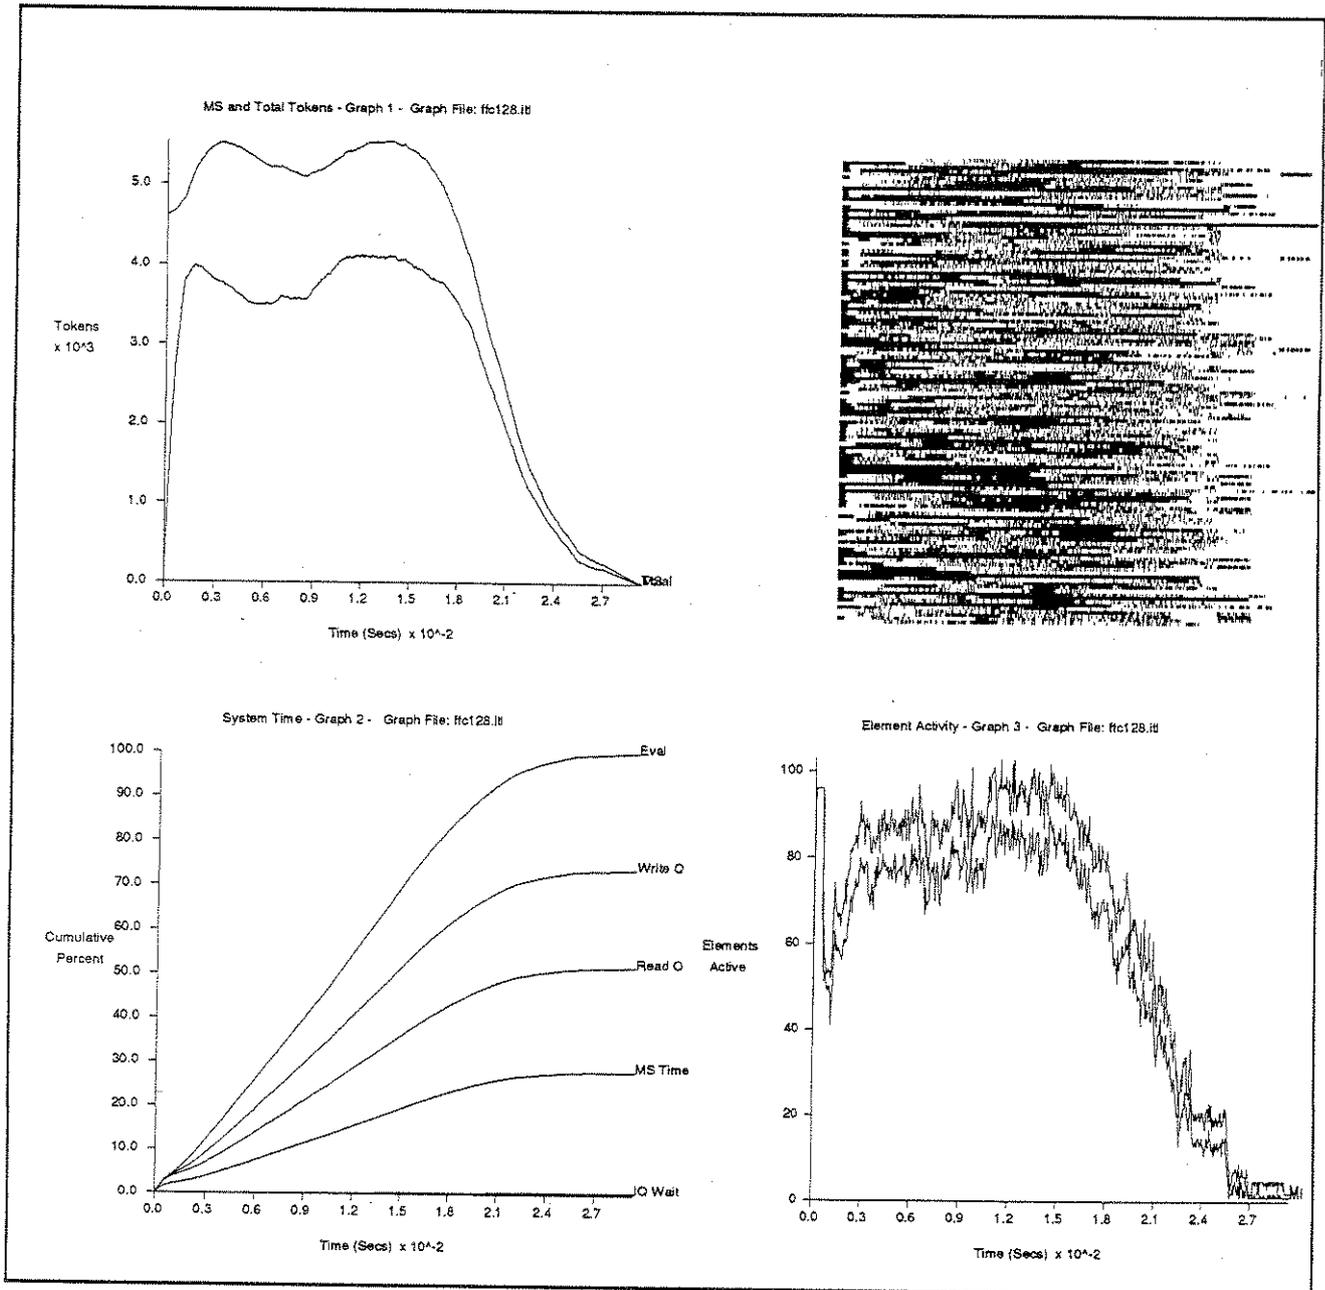 MS and Total Tokens - Graph 1 - Graph File: ffc128.itl
5.0
4.0
Tokens
x 10^3
3.0
2.0
1.0
0.0
0.0 0.3 0.6 0.9 1.2 1.5 1.8 2.1 2.4 2.7
Time (Secs) x 10^-2
System Time - Graph 2 - Graph File: ffc128.itl
100.0
90.0
80.0
70.0
60.0
Cumulative
Percent
50.0
40.0
30.0
20.0
10.0
0.0
Eval
Write Q
Read Q
MS Time
IQ Wait
0.0 0.3 0.6 0.9 1.2 1.5 1.8 2.1 2.4 2.7
Time (Secs) x 10^-2
Element Activity - Graph 3 - Graph File: ffc128.itl
100
80
60
Elements
Active
40
20
0
0.0 0.3 0.6 0.9 1.2 1.5 1.8 2.1 2.4 2.7
Time (Secs) x 10^-2